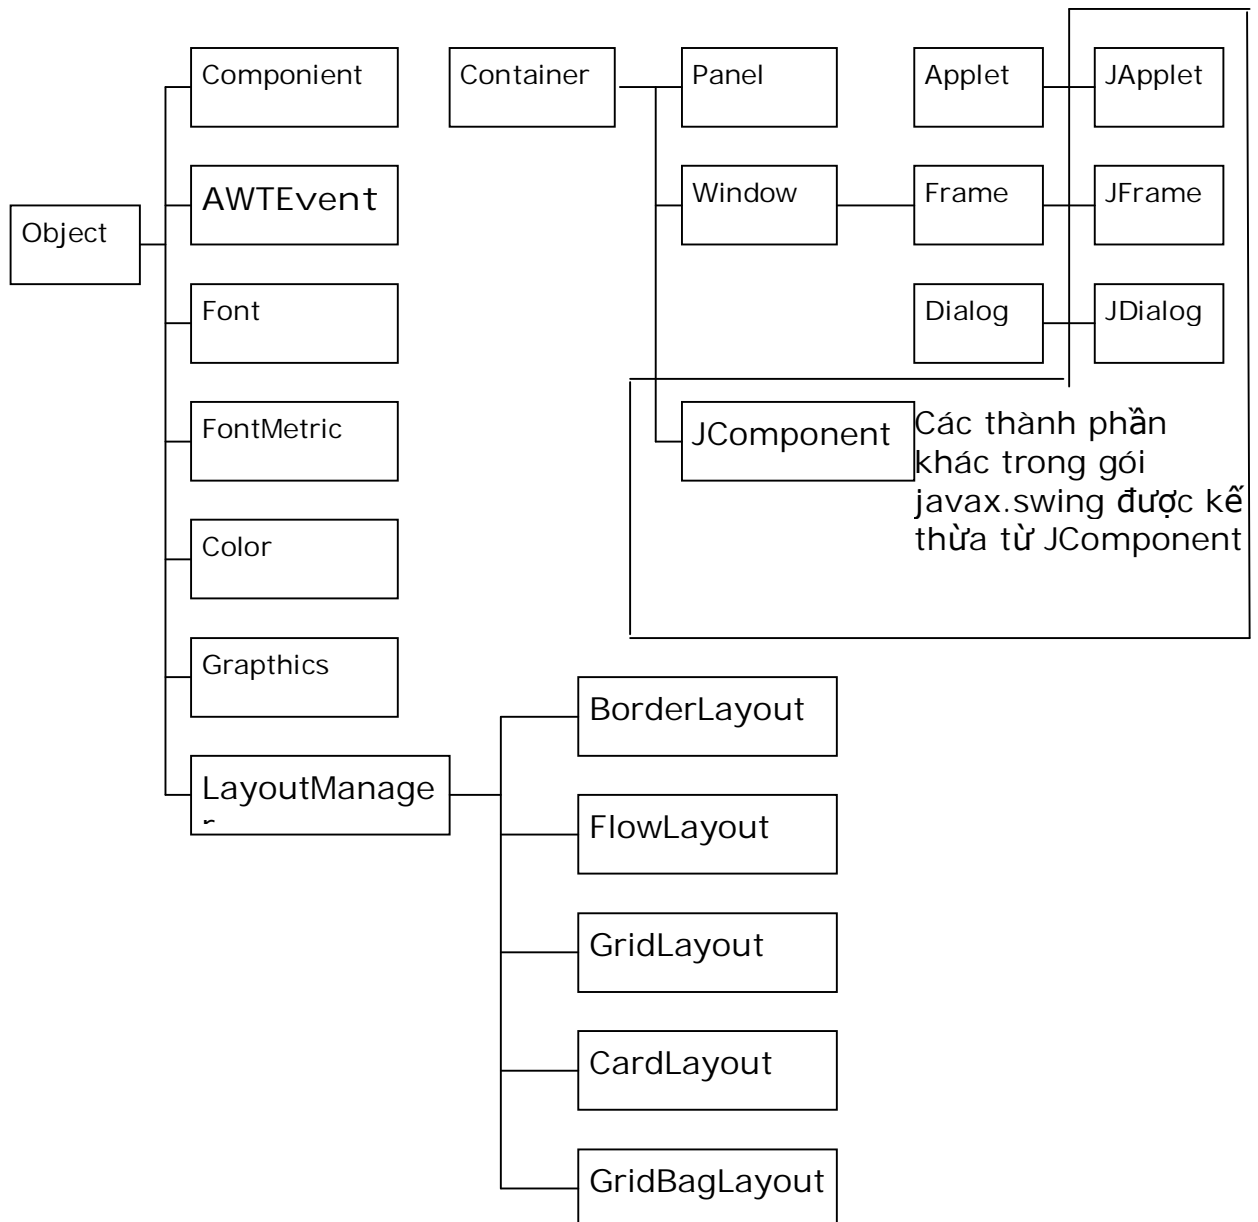 Componient
Container
Panel
Applet
JApplet
AWTEvent
Window
Frame
JFrame
Object
Font
Dialog
JDialog
FontMetric
JComponent
Các thành phần
khác trong gói
javax.swing được kế
thừa từ JComponent
Color
Grapthics
BorderLayout
LayoutManage
r
FlowLayout
GridLayout
CardLayout
GridBagLayout